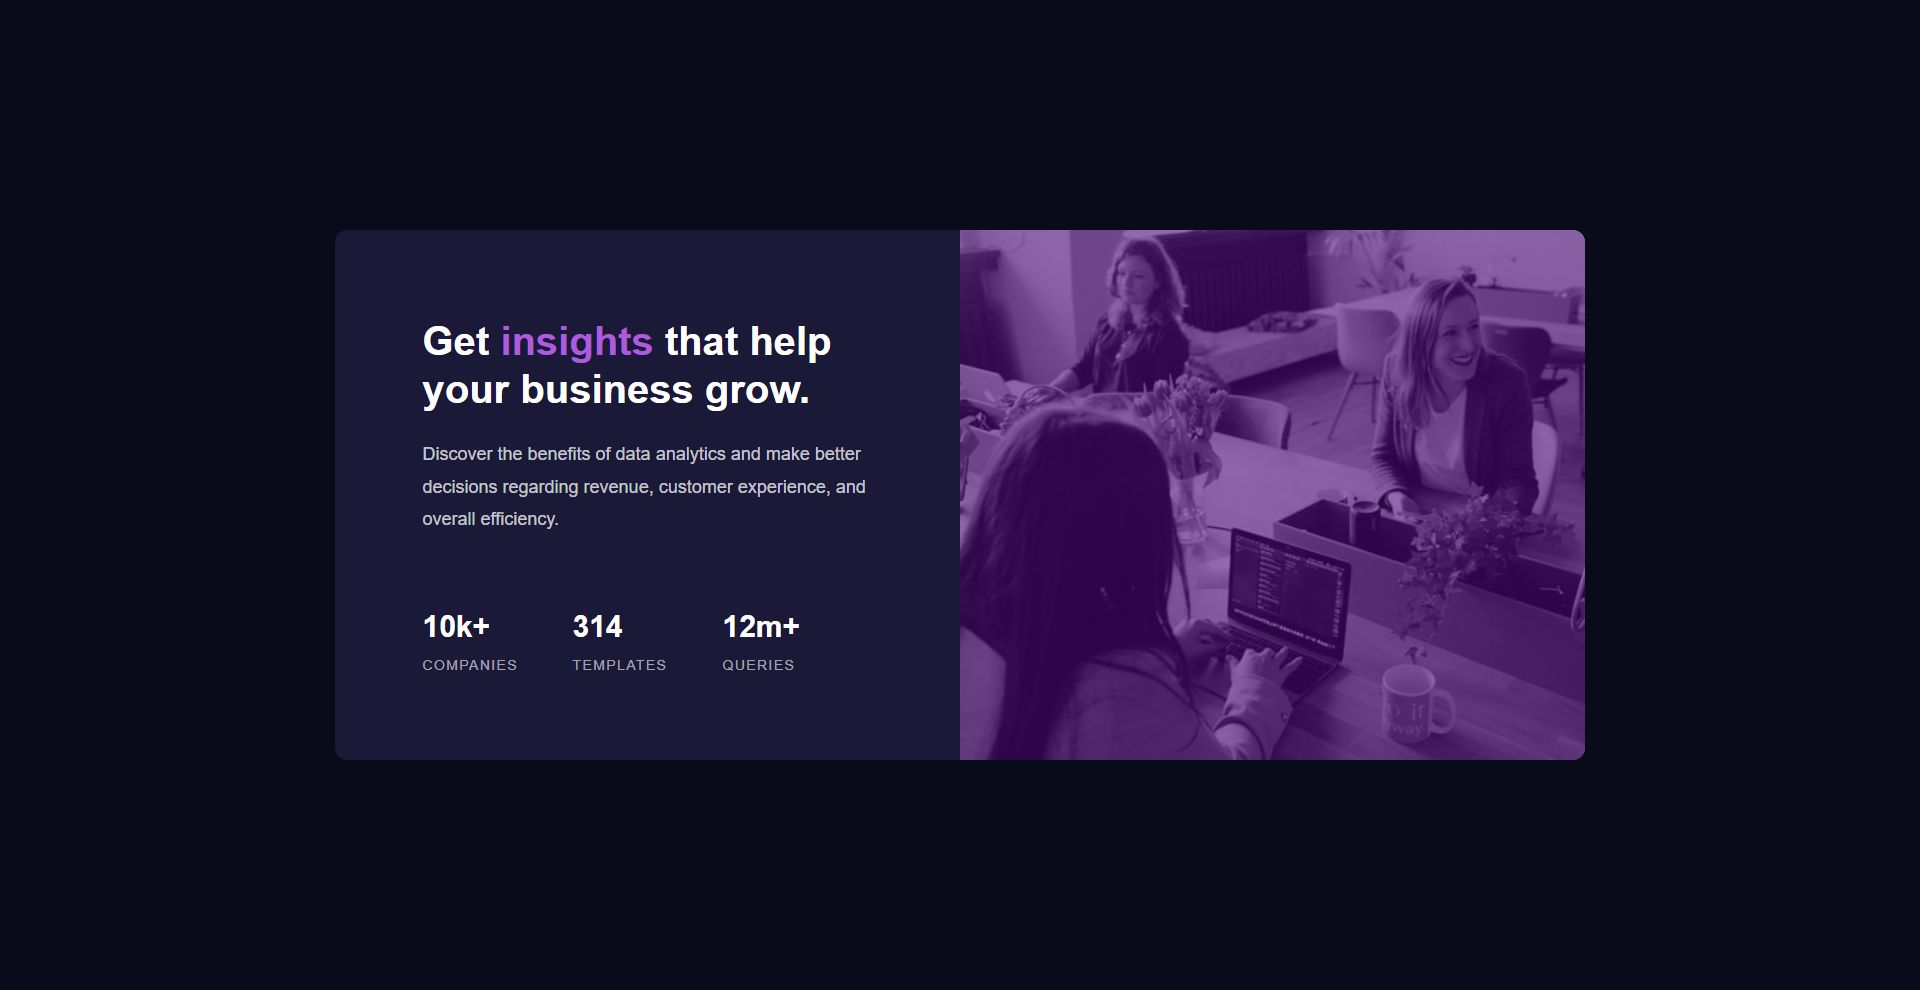 Get insights that help
your business grow.
Discover the benefits of data analytics and make better
decisions regarding revenue, customer experience, and
overall efficiency.
10k+ 314 12m+
COMPANIES TEMPLATES QUERIES